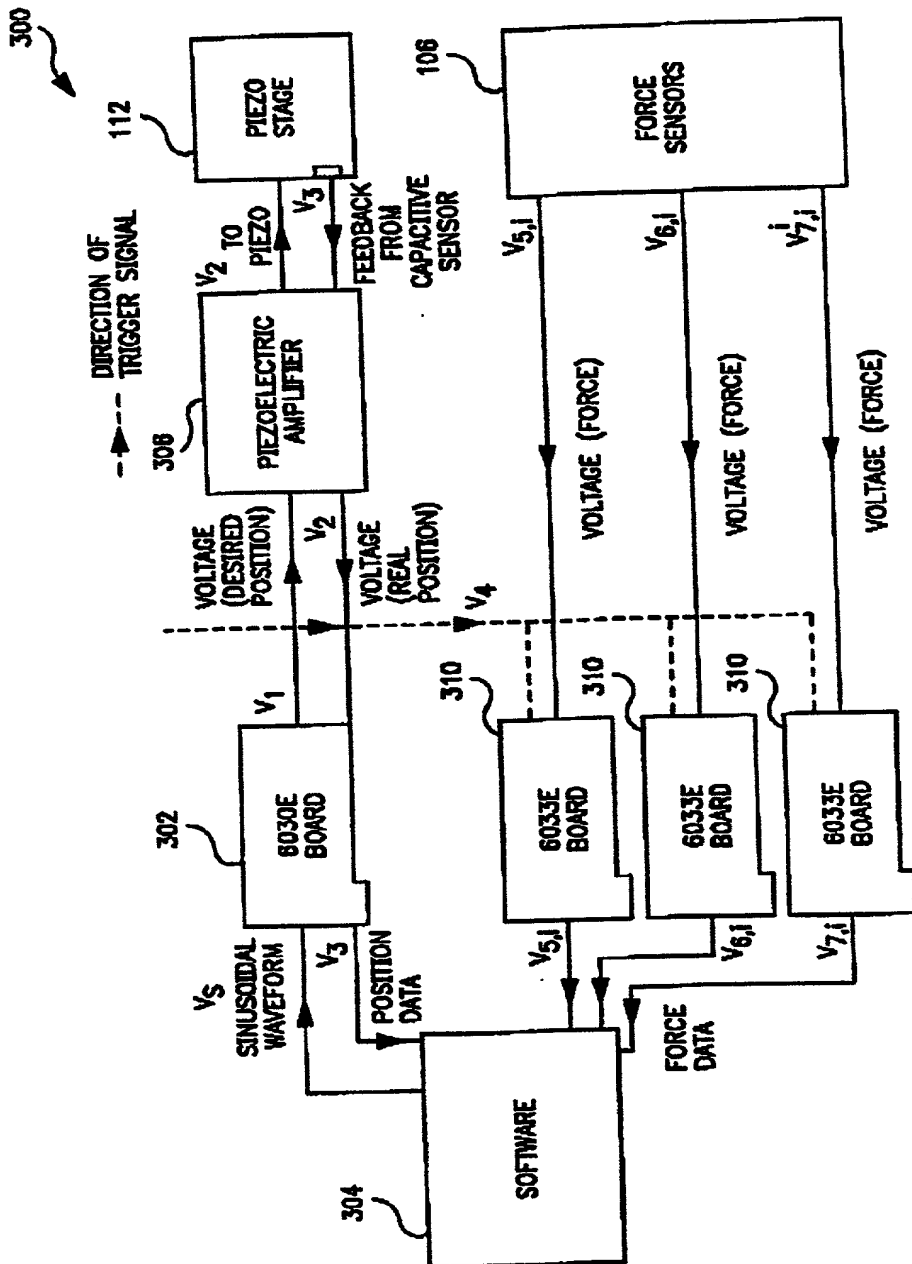 300
DIRECTION OF
TRIGGER SIGNAL
304
SOFTWARE
VS
SINUSOIDAL
WAVEFORM
V3
POSITION
DATA
302
6030E
BOARD
V1
VOLTAGE
(DESIRED
POSITION)
V2
VOLTAGE
(REAL
POSITION)
V4
308
PIEZOELECTRIC
AMPLIFIER
V2 TO
PIEZO
V3
FEEDBACK
FROM
CAPACITIVE
SENSOR
112
PIEZO
STAGE
FORCE
DATA
V5,i
310
6033E
BOARD
VOLTAGE (FORCE)
V5,i
V6,i
310
6033E
BOARD
VOLTAGE (FORCE)
V6,i
V7,i
310
6033E
BOARD
VOLTAGE (FORCE)
V7,i
i
106
FORCE
SENSORS